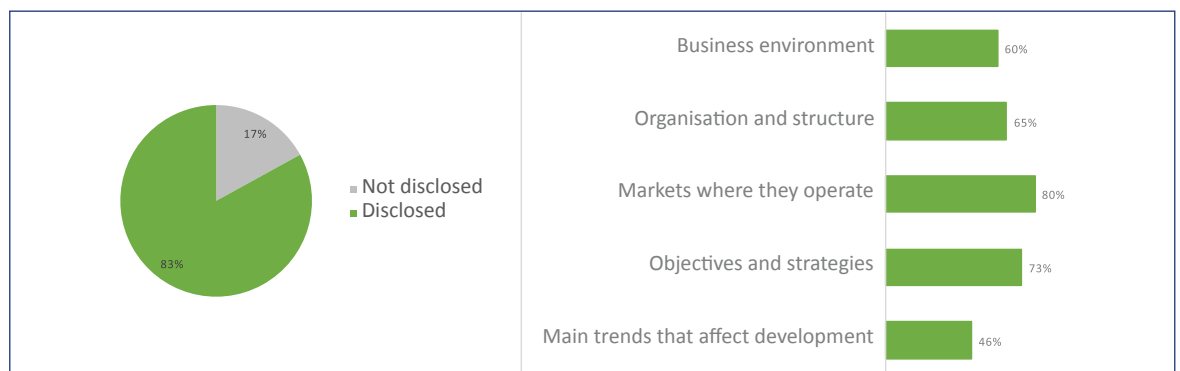 17%
83%
Not disclosed
Disclosed
Business environment 60%
Organisation and structure 65%
Markets where they operate 80%
Objectives and strategies 73%
Main trends that affect development 46%